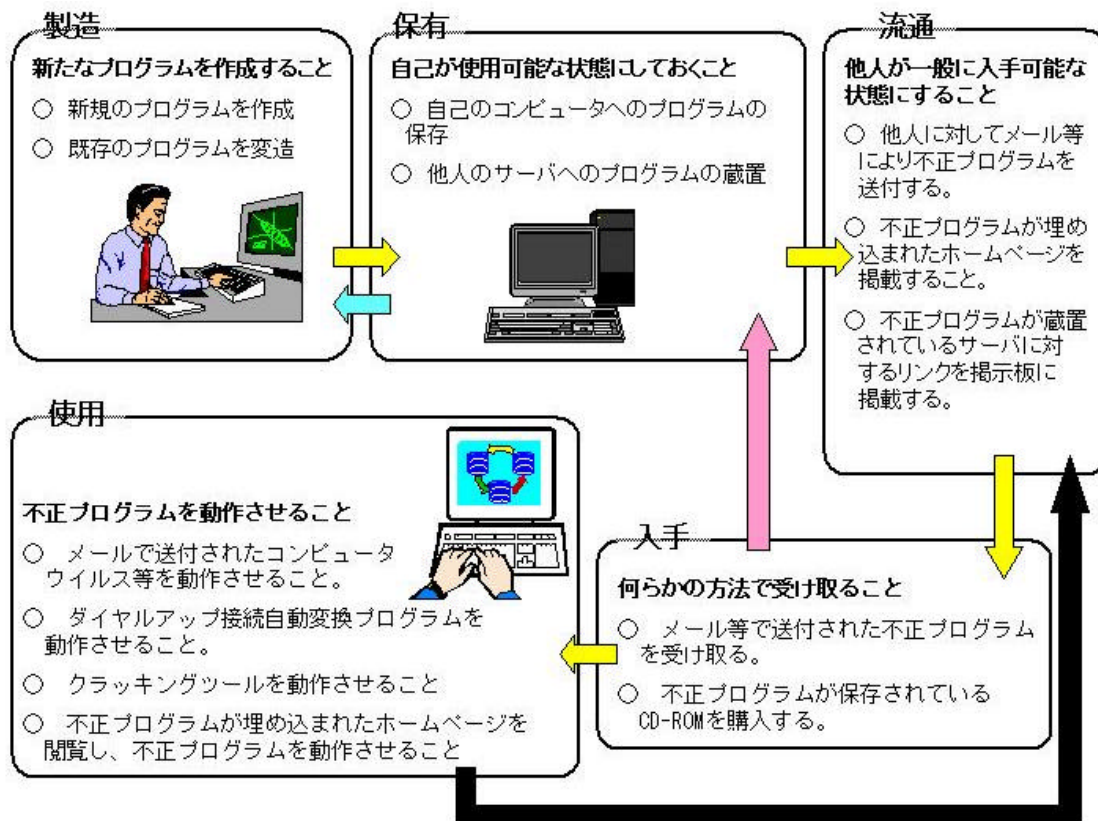 製造
新たなプログラムを作成すること
○ 新規のプログラムを作成
○ 既存のプログラムを変造
保有
自己が使用可能な状態にしておくこと
○ 自己のコンピュータへのプログラムの
保存
○ 他人のサーバへのプログラムの蔵置
流通
他人が一般に入手可能な
状態にすること
○ 他人に対してメール等
により不正プログラムを
送付する。
○ 不正プログラムが埋め
込まれたホームページを
掲載すること。
○ 不正プログラムが蔵置
されているサーバに対
するリンクを掲示板に
掲載する。
使用
不正プログラムを動作させること
○ メールで送付されたコンピュータ
ウイルス等を動作させること。
○ ダイヤルアップ接続自動変換プログラムを
動作させること。
○ クラッキングツールを動作させること
○ 不正プログラムが埋め込まれたホームページを
閲覧し、不正プログラムを動作させること
入手
何らかの方法で受け取ること
○ メール等で送付された不正プログラム
を受け取る。
○ 不正プログラムが保存されている
CD-ROMを購入する。